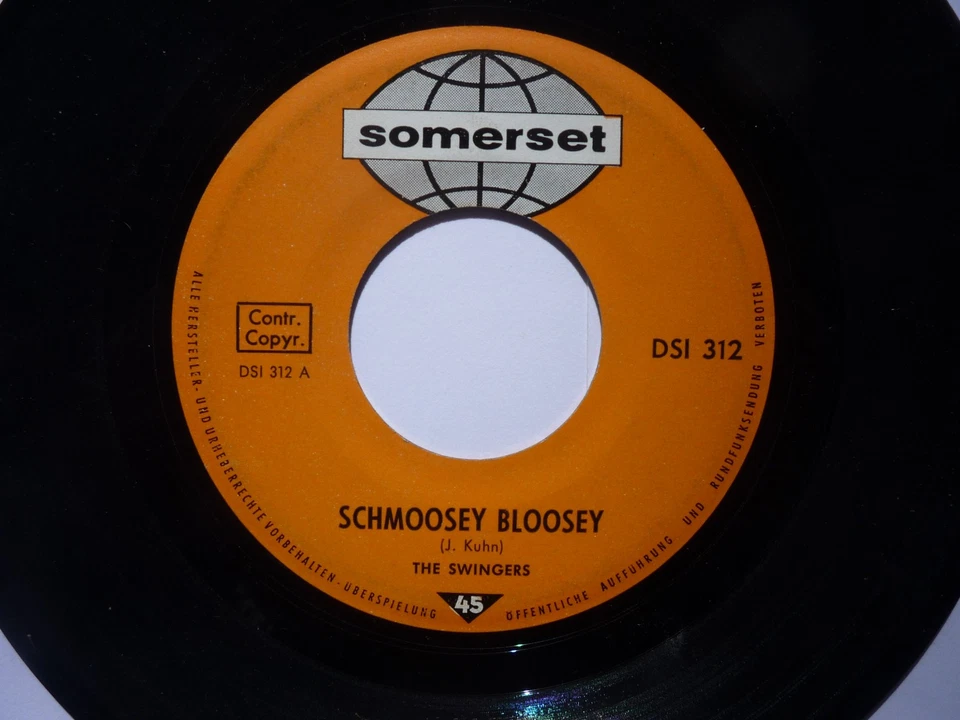 somerset
Contr.
Copyr.
DSI 312 A
DSI 312
SCHMOOSEY BLOOSEY
(J. Kuhn)
THE SWINGERS
45
ALLE HERSTELLER- UND URHEBERRECHTE VORBEHALTEN - ÜBERSPIELUNG ÖFFENTLICHE AUFFÜHRUNG UND RUNDFUNKSENDUNG VERBOTEN